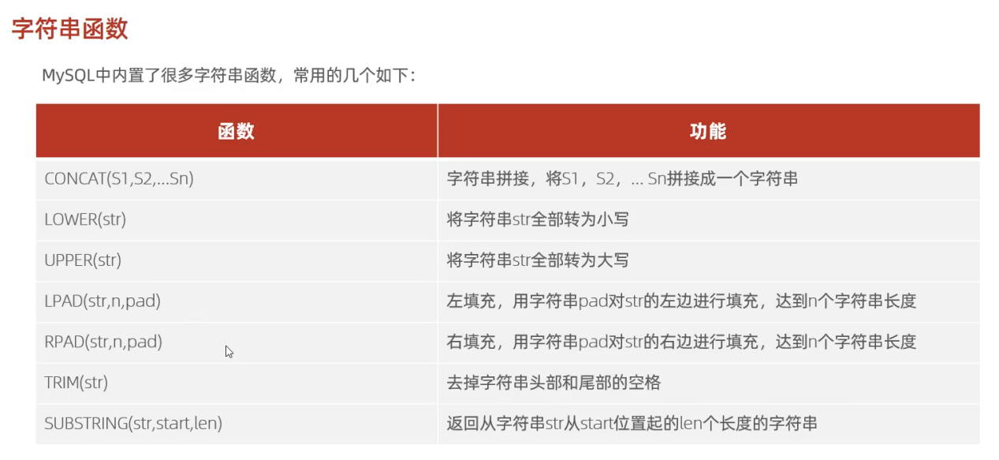 字符串函数
MySQL中内置了很多字符串函数，常用的几个如下：
函数 功能
CONCAT(S1,S2,...Sn) 字符串拼接，将S1，S2，... Sn拼接成一个字符串
LOWER(str) 将字符串str全部转为小写
UPPER(str) 将字符串str全部转为大写
LPAD(str,n,pad) 左填充，用字符串pad对str的左边进行填充，达到n个字符串长度
RPAD(str,n,pad) 右填充，用字符串pad对str的右边进行填充，达到n个字符串长度
TRIM(str) 去掉字符串头部和尾部的空格
SUBSTRING(str,start,len) 返回从字符串str从start位置起的len个长度的字符串